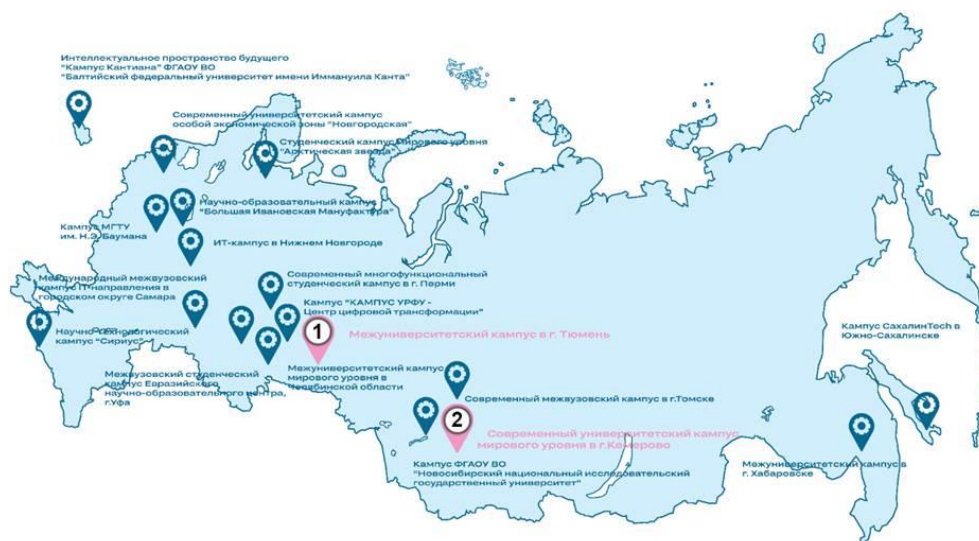 Интеллектуальное пространство будущего
"Кампус Кантиана" ФГАОУ ВО
"Балтийский федеральный университет имени Иммануила Канта"
Современный университетский кампус
особой экономической зоны "Новгородская"
Студенческий кампус мирового уровня
"Арктическая звезда"
Научно-образовательный кампус
"Большая Ивановская Мануфактура"
Кампус МГТУ
им. Н.Э. Баумана
ИТ-кампус в Нижнем Новгороде
Международный межвузовский
кампус IT-направления в
городском округе Самара
Современный многофункциональный
студенческий кампус в г. Перми
Кампус "КАМПУС УРФУ -
Центр цифровой трансформации"
1
Межуниверситетский кампус в г. Тюмень
Научно-технологический
кампус "Сириус"
Кампус СахалинTech в
Южно-Сахалинске
Межвузовский студенческий
кампус Евразийского
научно-образовательного центра,
г.Уфа
Межуниверситетский кампус
мирового уровня в
Челябинской области
Современный межвузовский кампус в г.Томске
2
Современный университетский кампус
мирового уровня в г.Кемерово
Кампус ФГАОУ ВО
"Новосибирский национальный исследовательский
государственный университет"
Межуниверситетский кампус в
г. Хабаровске